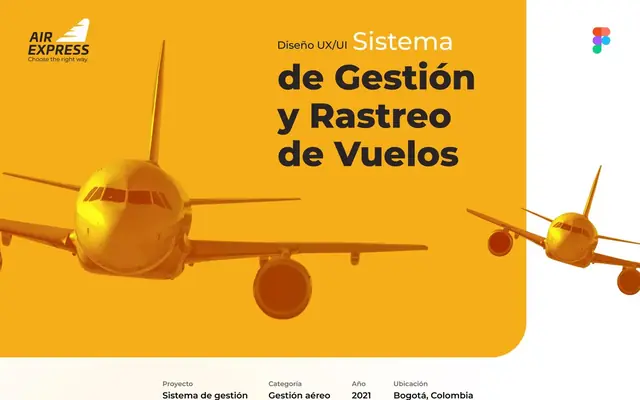 AIR
EXPRESS
Choose the right way
Diseño UX/UI Sistema
de Gestión
y Rastreo
de Vuelos
Proyecto
Sistema de gestión
Categoría
Gestión aéreo
Año
2021
Ubicación
Bogotá, Colombia